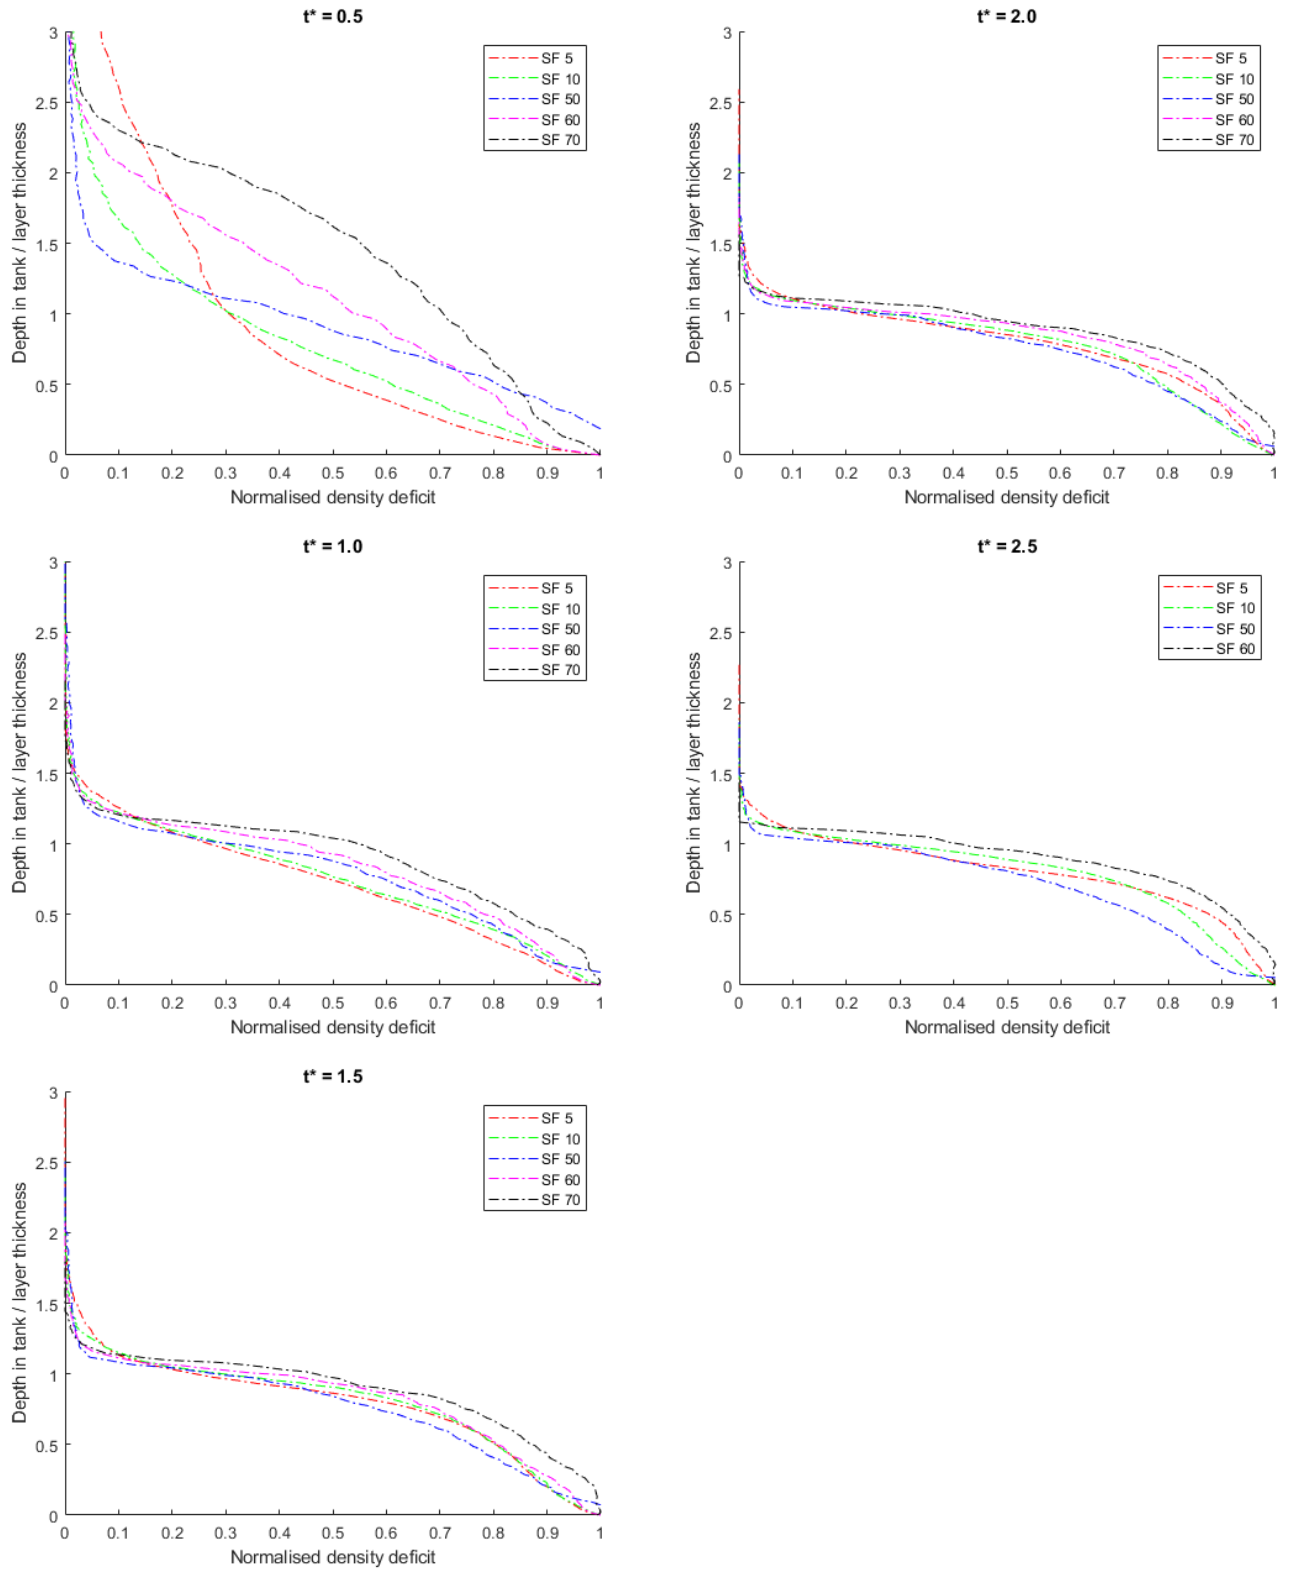 t* = 0.5
3
2.5
2
1.5
1
0.5
0
Depth in tank / layer thickness
SF 5
SF 10
SF 50
SF 60
SF 70
0 0.1 0.2 0.3 0.4 0.5 0.6 0.7 0.8 0.9 1
Normalised density deficit
t* = 2.0
3
2.5
2
1.5
1
0.5
0
Depth in tank / layer thickness
SF 5
SF 10
SF 50
SF 60
SF 70
0 0.1 0.2 0.3 0.4 0.5 0.6 0.7 0.8 0.9 1
Normalised density deficit
t* = 1.0
3
2.5
2
1.5
1
0.5
0
Depth in tank / layer thickness
SF 5
SF 10
SF 50
SF 60
SF 70
0 0.1 0.2 0.3 0.4 0.5 0.6 0.7 0.8 0.9 1
Normalised density deficit
t* = 2.5
3
2.5
2
1.5
1
0.5
0
Depth in tank / layer thickness
SF 5
SF 10
SF 50
SF 60
0 0.1 0.2 0.3 0.4 0.5 0.6 0.7 0.8 0.9 1
Normalised density deficit
t* = 1.5
3
2.5
2
1.5
1
0.5
0
Depth in tank / layer thickness
SF 5
SF 10
SF 50
SF 60
SF 70
0 0.1 0.2 0.3 0.4 0.5 0.6 0.7 0.8 0.9 1
Normalised density deficit